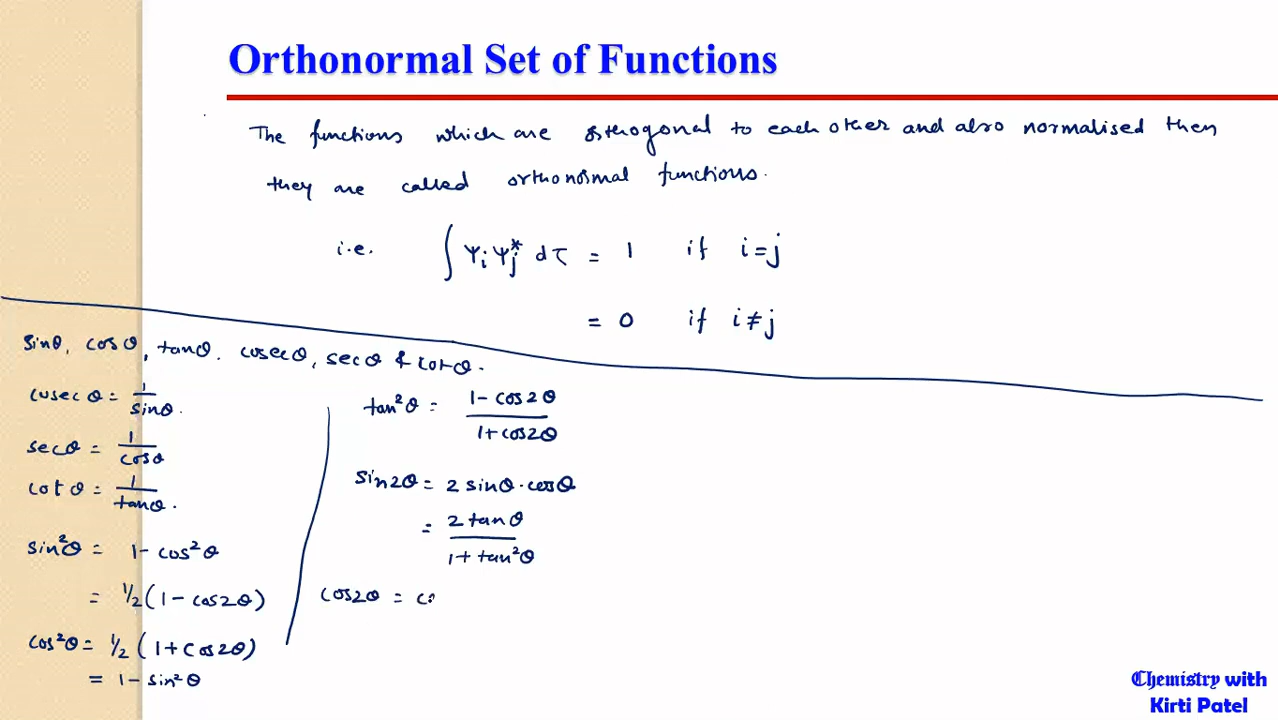 Orthonormal Set of Functions
The functions which are orthogonal to each other and also normalised then
they are called orthonormal functions.
i.e. ∫ Ψi Ψj* dτ = 1 if i=j
= 0 if i≠j
sinθ, cosθ, tanθ. cosecθ, secθ & cotθ.
cosecθ = 1/sinθ.
secθ = 1/cosθ
cotθ = 1/tanθ.
sin²θ = 1-cos²θ
= 1/2(1-cos2θ)
cos²θ = 1/2(1+cos2θ)
= 1-sin²θ
tan²θ = 1-cos2θ/1+cos2θ
sin2θ = 2 sinθ·cosθ
= 2tanθ/1+tan²θ
cos2θ = co
Chemistry with
Kirti Patel